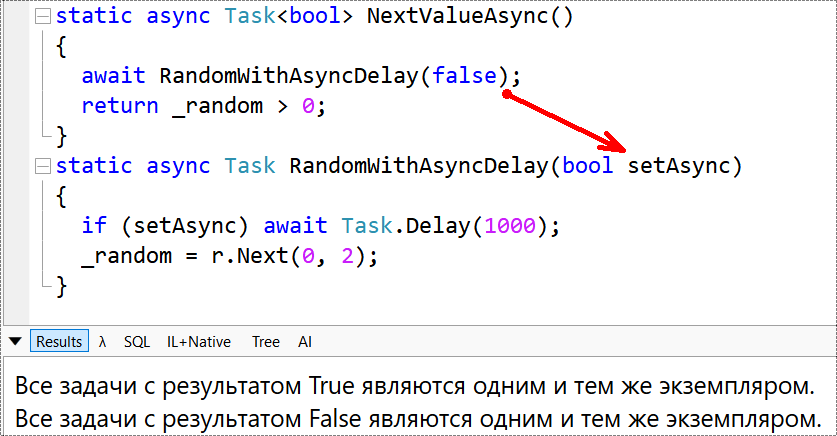 static async Task<bool> NextValueAsync()
{
await RandomWithAsyncDelay(false);
return _random > 0;
}
static async Task RandomWithAsyncDelay(bool setAsync)
{
if (setAsync) await Task.Delay(1000);
_random = r.Next(0, 2);
}
Results λ SQL IL+Native Tree AI
Все задачи с результатом True являются одним и тем же экземпляром.
Все задачи с результатом False являются одним и тем же экземпляром.